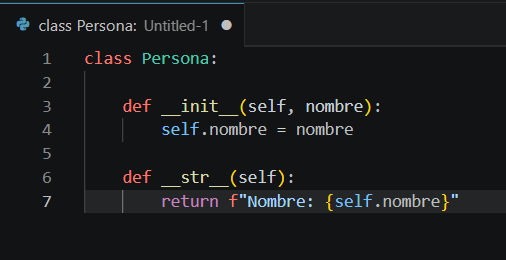 class Persona: Untitled-1
1 class Persona:
2
3     def __init__(self, nombre):
4         self.nombre = nombre
5
6     def __str__(self):
7         return f"Nombre: {self.nombre}"